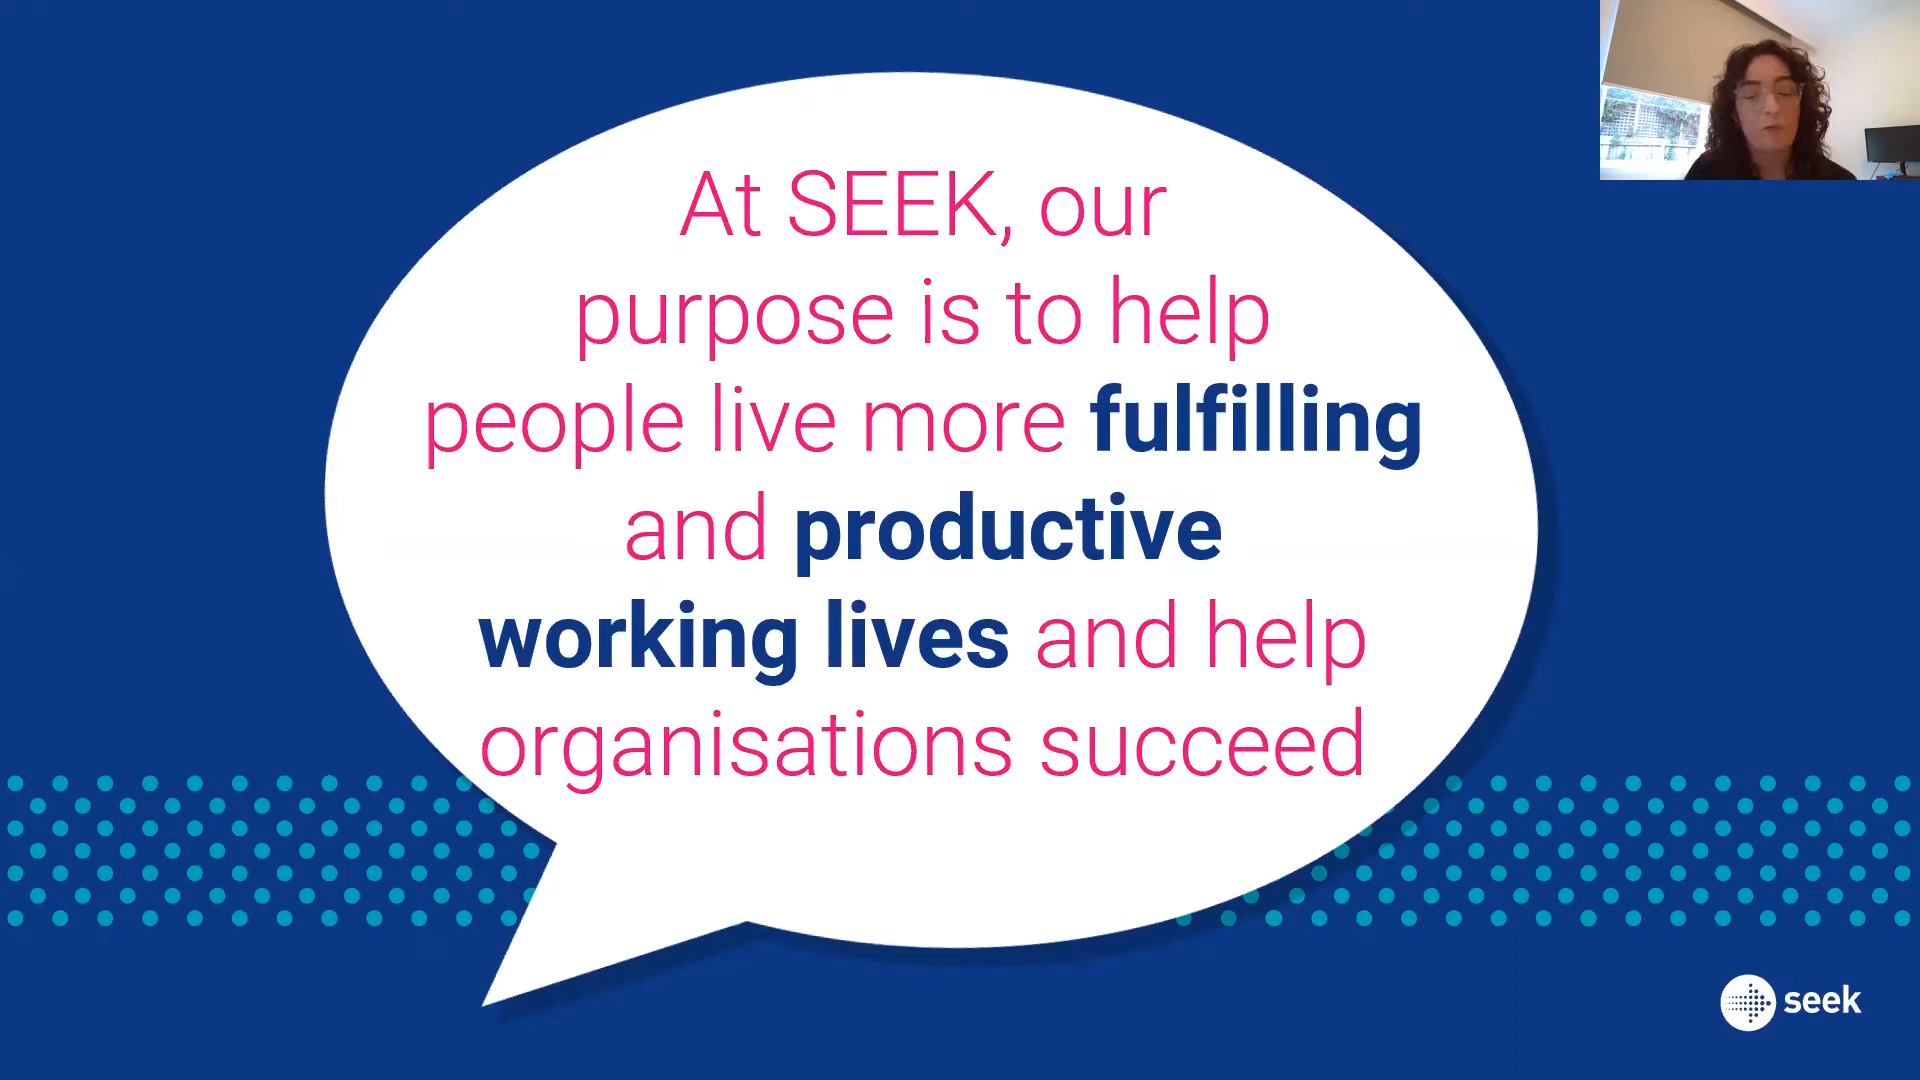 At SEEK, our
purpose is to help
people live more fulfilling
and productive
working lives and help
organisations succeed
seek